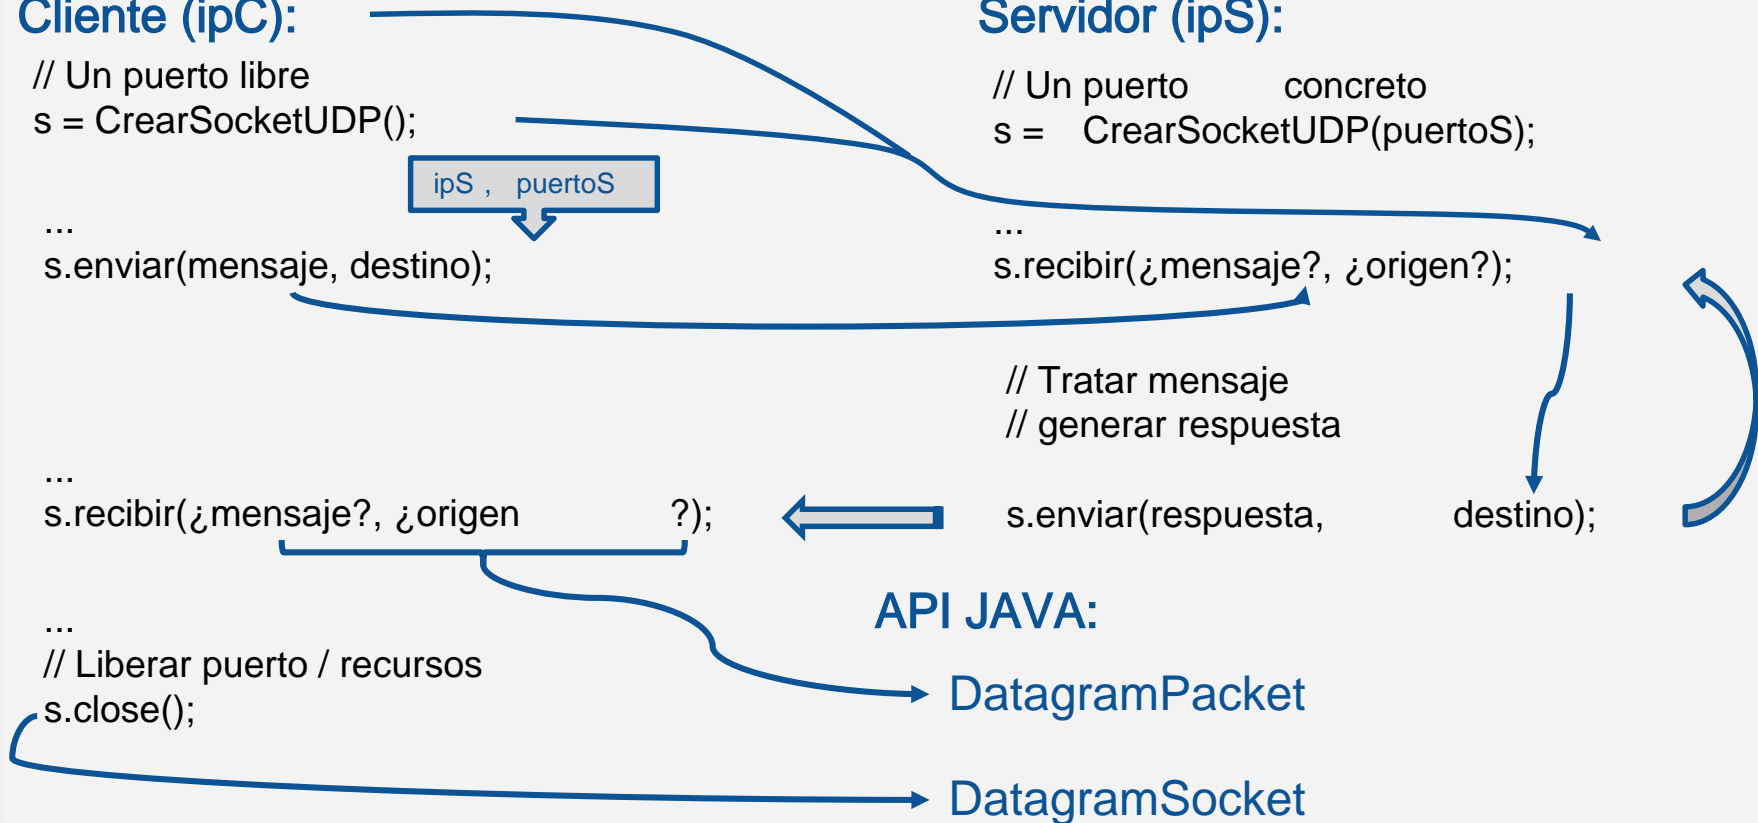 Cliente (ipC):
// Un puerto libre
s = CrearSocketUDP();
ipS , puertoS
...
s.enviar(mensaje, destino);
...
s.recibir(¿mensaje?, ¿origen ?);
...
// Liberar puerto / recursos
s.close();
Servidor (ipS):
// Un puerto concreto
s = CrearSocketUDP(puertoS);
...
s.recibir(¿mensaje?, ¿origen?);
// Tratar mensaje
// generar respuesta
s.enviar(respuesta, destino);
API JAVA:
DatagramPacket
DatagramSocket